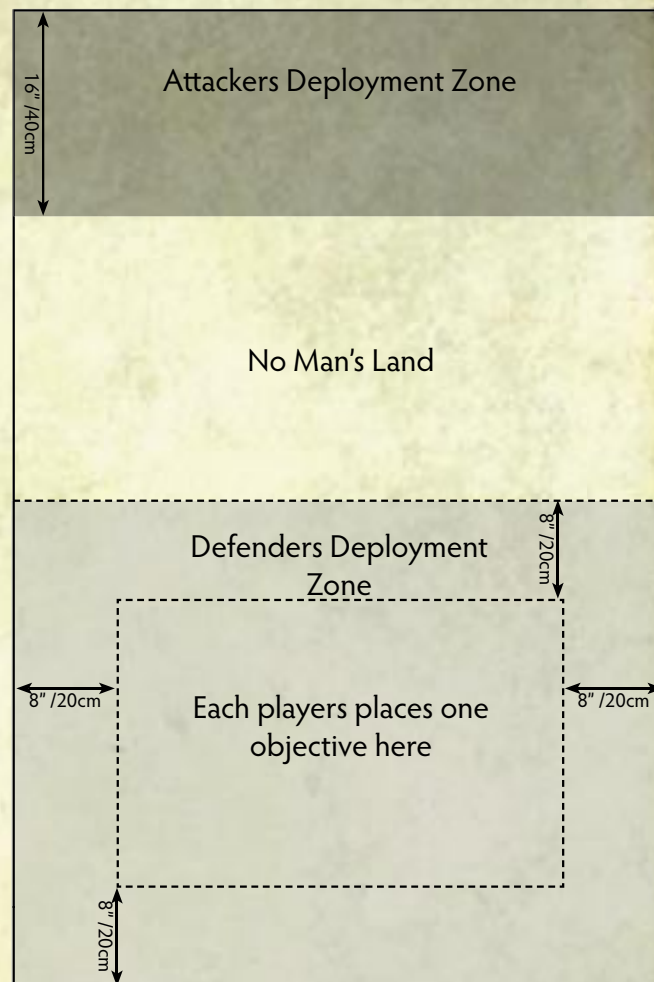 Attackers Deployment Zone
16” /40cm
No Man's Land
Defenders Deployment
Zone
8” /20cm
8” /20cm
8” /20cm
Each players places one
objective here
8” /20cm